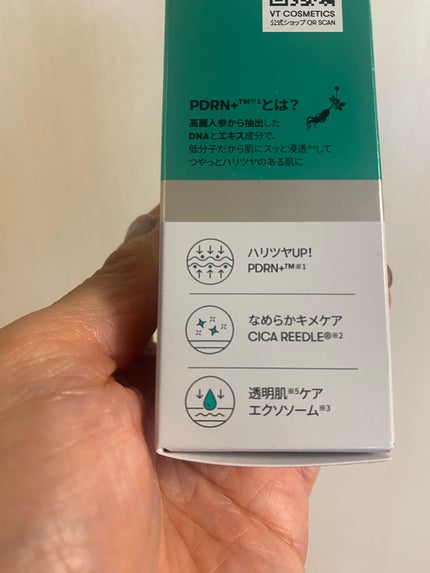 VT COSMETICS
公式ショップ QR SCAN
PDRN+™※1とは?
高麗人参から抽出した
DNAとエキス成分で、
低分子だから肌にスッと浸透※4して
つやっとハリツヤのある肌に
ハリツヤUP!
PDRN+™※1
なめらかキメケア
CICA REEDLE®※2
透明肌※5ケア
エクソソーム※3